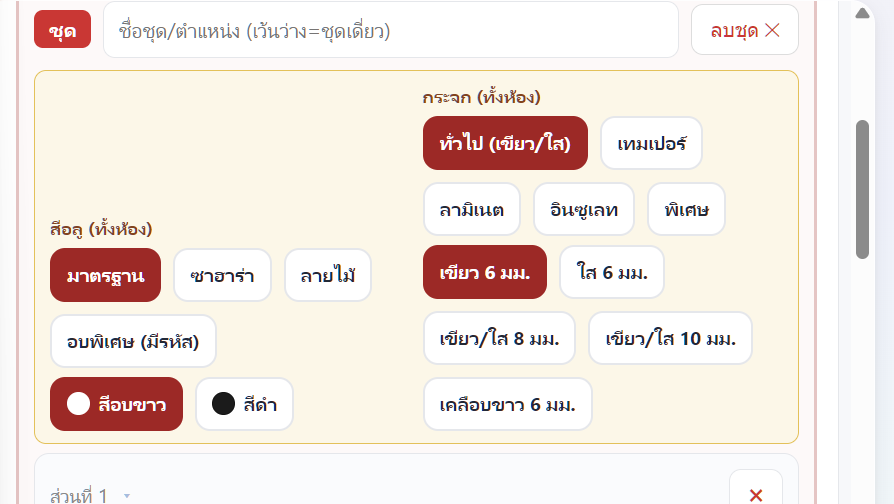 ชุด
ชื่อชุด/ตำแหน่ง (เว้นว่าง=ชุดเดี่ยว)
ลบชุด ✕
กระจก (ทั้งห้อง)
ทั่วไป (เขียว/ใส) เทมเปอร์
ลามิเนต อินซูเลท พิเศษ
เขียว 6 มม. ใส 6 มม.
เขียว/ใส 8 มม. เขียว/ใส 10 มม.
เคลือบขาว 6 มม.
สีอลู (ทั้งห้อง)
มาตรฐาน ซาฮาร่า ลายไม้
อบพิเศษ (มีรหัส)
สีอบขาว สีดำ
ส่วนที่ 1
✕